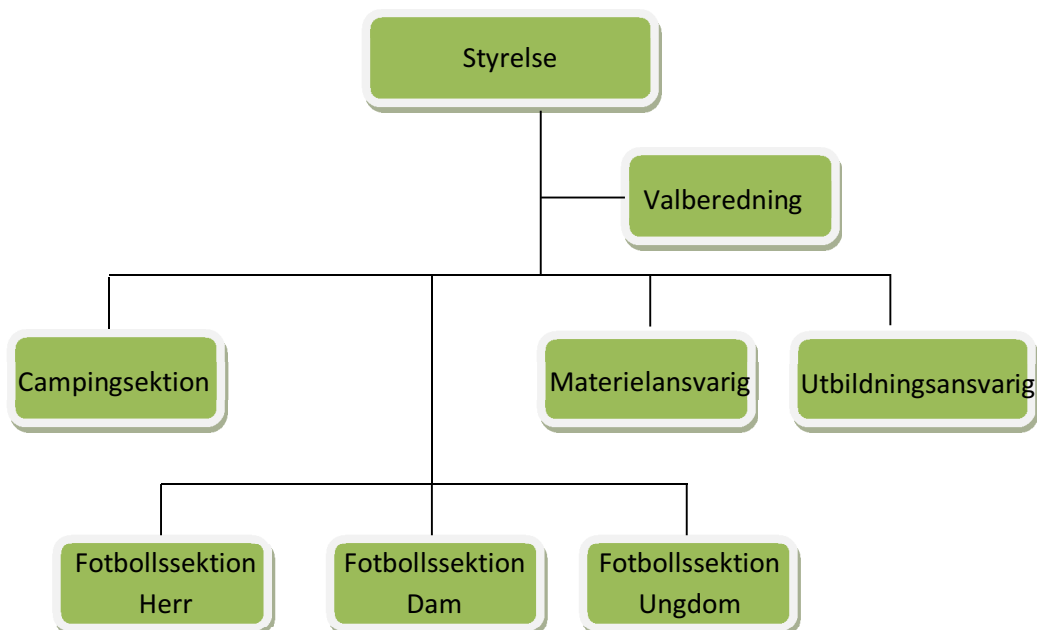 Styrelse
Valberedning
Campingsektion
Materielansvarig
Utbildningsansvarig
Fotbollssektion
Herr
Fotbollssektion
Dam
Fotbollssektion
Ungdom